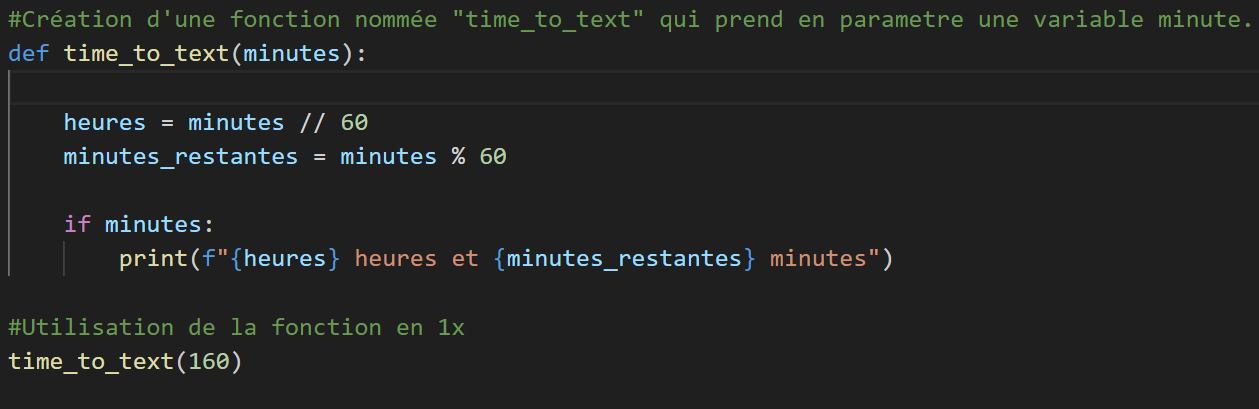 #Création d'une fonction nommée "time_to_text" qui prend en parametre une variable minute.
def time_to_text(minutes):
heures = minutes // 60
minutes_restantes = minutes % 60
if minutes:
print(f"{heures} heures et {minutes_restantes} minutes")
#Utilisation de la fonction en 1x
time_to_text(160)